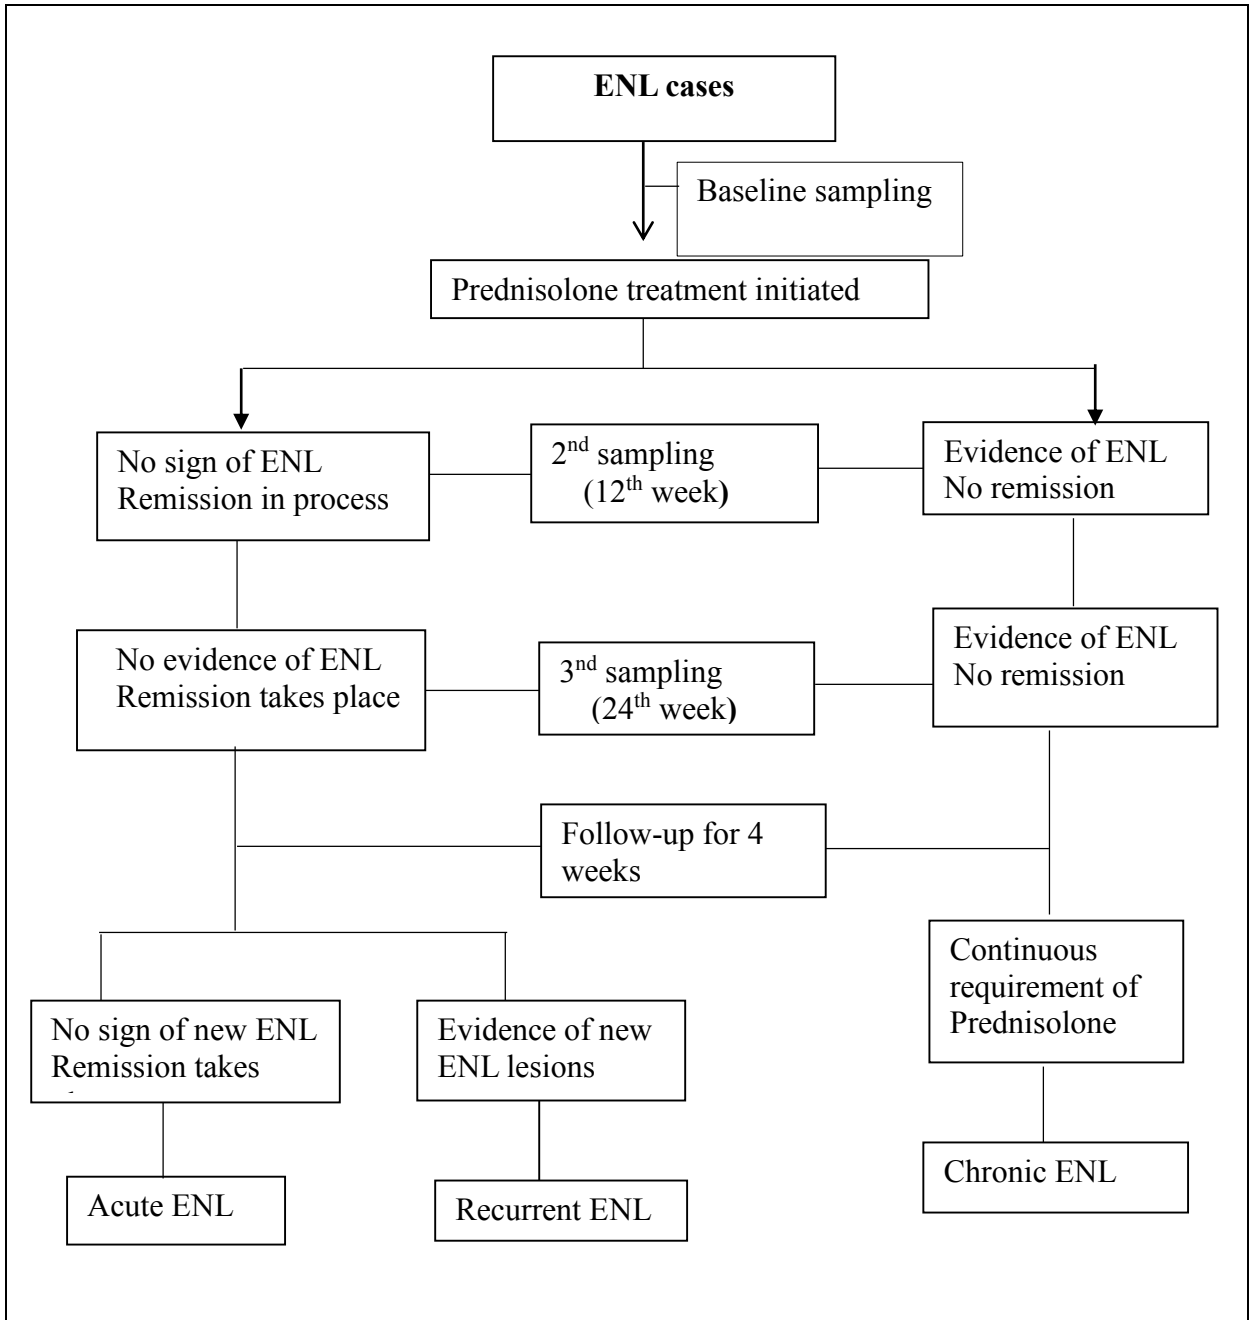 ENL cases
Baseline sampling
Prednisolone treatment initiated
No sign of ENL
Remission in process
2nd sampling
(12th week)
Evidence of ENL
No remission
No evidence of ENL
Remission takes place
3nd sampling
(24th week)
Evidence of ENL
No remission
Follow-up for 4
weeks
No sign of new ENL
Remission takes
Evidence of new
ENL lesions
Continuous
requirement of
Prednisolone
Acute ENL
Recurrent ENL
Chronic ENL